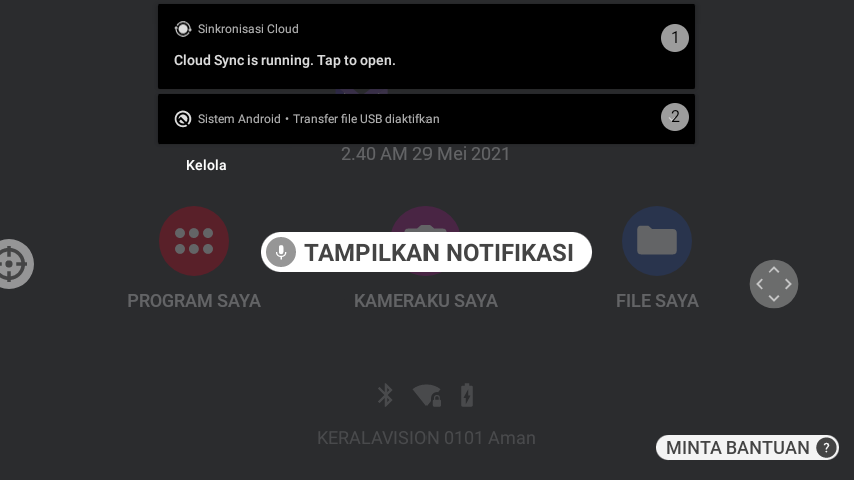 Sinkronisasi Cloud
1
Cloud Sync is running. Tap to open.
Sistem Android • Transfer file USB diaktifkan
2
2.40 AM 29 Mei 2021
Kelola
TAMPILKAN NOTIFIKASI
PROGRAM SAYA
KAMERAKU SAYA
FILE SAYA
KERALAVISION 0101 Aman
MINTA BANTUAN ?